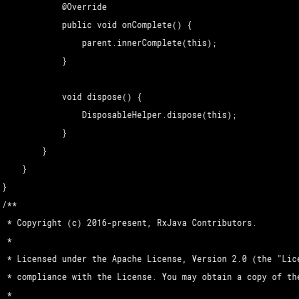 @Override
public void onComplete() {
parent.innerComplete(this);
}
void dispose() {
DisposableHelper.dispose(this);
}
}
}
}
/**
* Copyright (c) 2016-present, RxJava Contributors.
*
* Licensed under the Apache License, Version 2.0 (the "Lice
* compliance with the License. You may obtain a copy of the
*